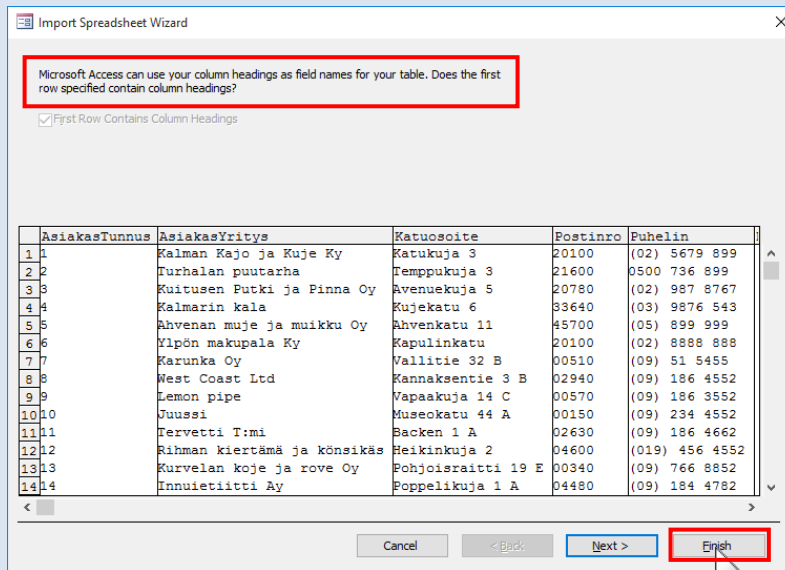 Import Spreadsheet Wizard
Microsoft Access can use your column headings as field names for your table. Does the first
row specified contain column headings?
First Row Contains Column Headings
AsiakasTunnus AsiakasYritys Katuosoite Postinro Puhelin
1 1 Kalman Kajo ja Kuje Ky Katukuja 3 20100 (02) 5679 899
2 2 Turhalan puutarha Temppukuja 3 21600 0500 736 899
3 3 Kuitusen Putki ja Pinna Oy Avenuekuja 5 20780 (02) 987 8767
4 4 Kalmarin kala Kujekatu 6 33640 (03) 9876 543
5 5 Ahvenan muje ja muikku Oy Ahvenkatu 11 45700 (05) 899 999
6 6 Ylpön makupala Ky Kapulinkatu 20100 (02) 8888 888
7 7 Karunka Oy Vallitie 32 B 00510 (09) 51 5455
8 8 West Coast Ltd Kannaksentie 3 B 02940 (09) 186 4552
9 9 Lemon pipe Vapaakuja 14 C 00570 (09) 186 3552
10 10 Juussi Museokatu 44 A 00150 (09) 234 4552
11 11 Tervetti T:mi Backen 1 A 02630 (09) 186 4662
12 12 Rihman kiertämä ja könsikäs Heikinkuja 2 04600 (019) 456 4552
13 13 Kurvelan koje ja rove Oy Pohjoisraitti 19 E 00340 (09) 766 8852
14 14 Innuietiitti Ay Poppelikuja 1 A 04480 (09) 184 4782
Cancel < Back Next > Finish